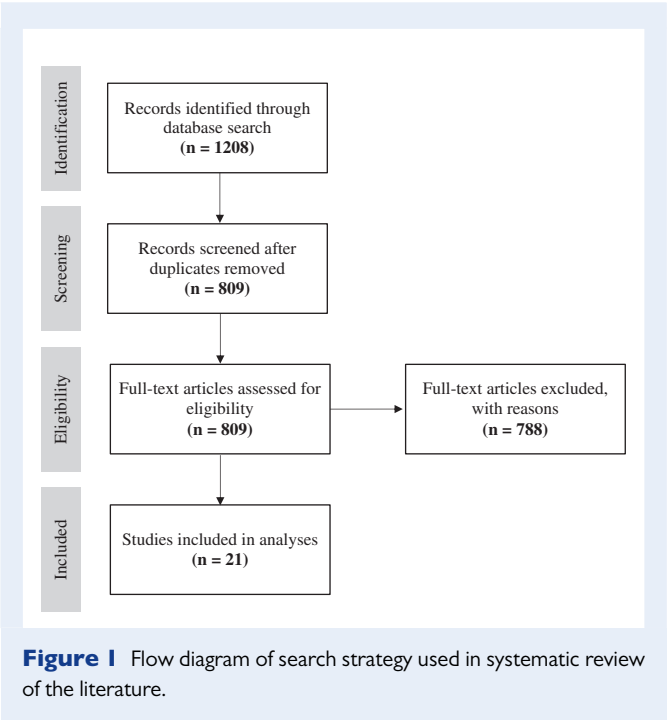 Identification
Records identified through
database search
(n = 1208)
Screening
Records screened after
duplicates removed
(n = 809)
Eligibility
Full-text articles assessed for
eligibility
(n = 809)
Full-text articles excluded,
with reasons
(n = 788)
Included
Studies included in analyses
(n = 21)
Figure 1 Flow diagram of search strategy used in systematic review
of the literature.